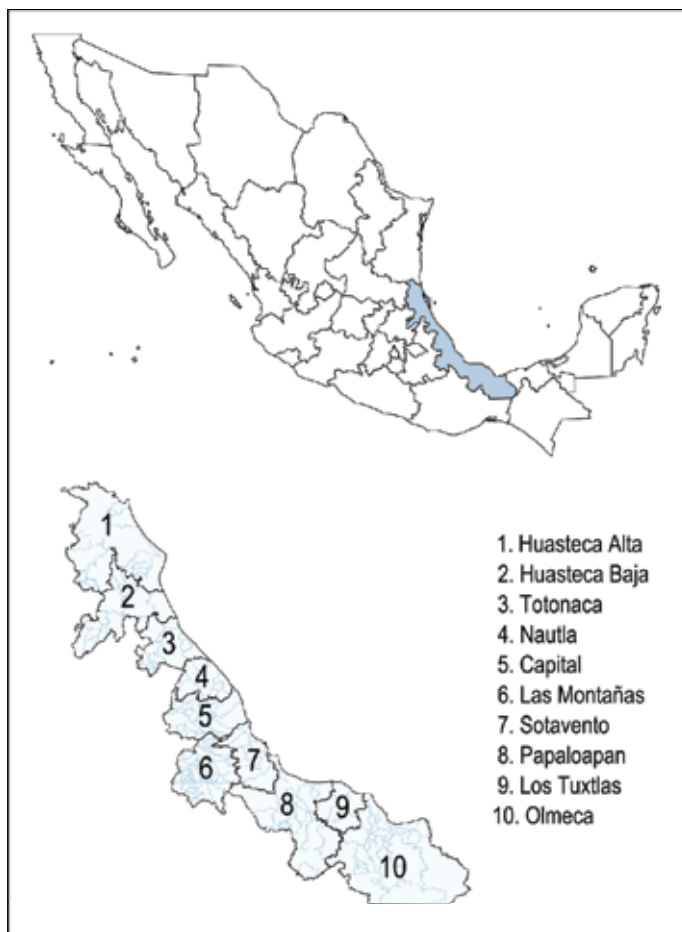 1
2
3
4
5
6
7
8
9
10
1. Huasteca Alta
2. Huasteca Baja
3. Totonaca
4. Nautla
5. Capital
6. Las Montañas
7. Sotavento
8. Papaloapan
9. Los Tuxtlas
10. Olmeca